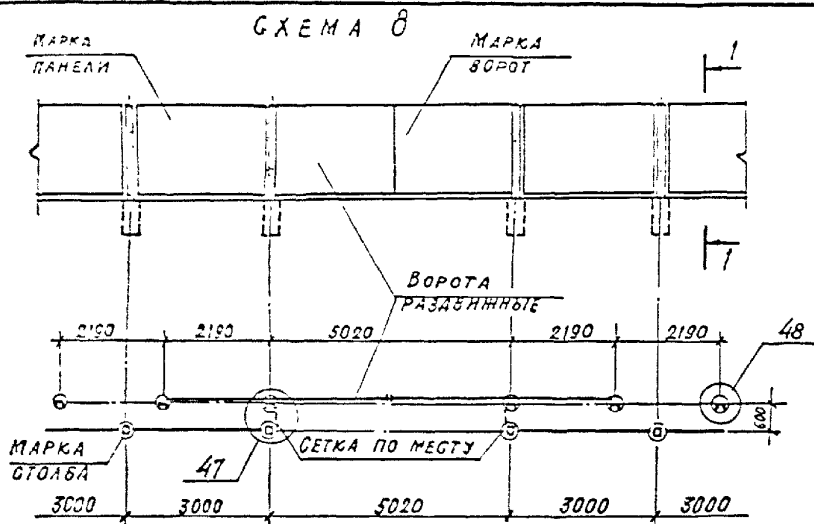 СХЕМА 8
МАРКА
ПАНЕЛИ
МАРКА
ВОРОТ
1
1
ВОРОТА
РАЗДВИЖНЫЕ
2190 2190 5020 2190 2190
48
600
МАРКА
СТОЛБА
47
СЕТКА ПО МЕСТУ
3000 3000 5020 3000 3000